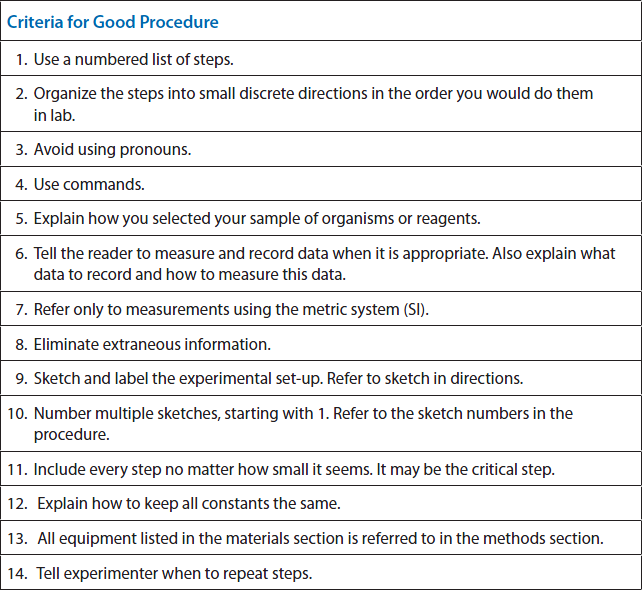 Criteria for Good Procedure
1. Use a numbered list of steps.
2. Organize the steps into small discrete directions in the order you would do them
in lab.
3. Avoid using pronouns.
4. Use commands.
5. Explain how you selected your sample of organisms or reagents.
6. Tell the reader to measure and record data when it is appropriate. Also explain what
data to record and how to measure this data.
7. Refer only to measurements using the metric system (SI).
8. Eliminate extraneous information.
9. Sketch and label the experimental set-up. Refer to sketch in directions.
10. Number multiple sketches, starting with 1. Refer to the sketch numbers in the
procedure.
11. Include every step no matter how small it seems. It may be the critical step.
12. Explain how to keep all constants the same.
13. All equipment listed in the materials section is referred to in the methods section.
14. Tell experimenter when to repeat steps.